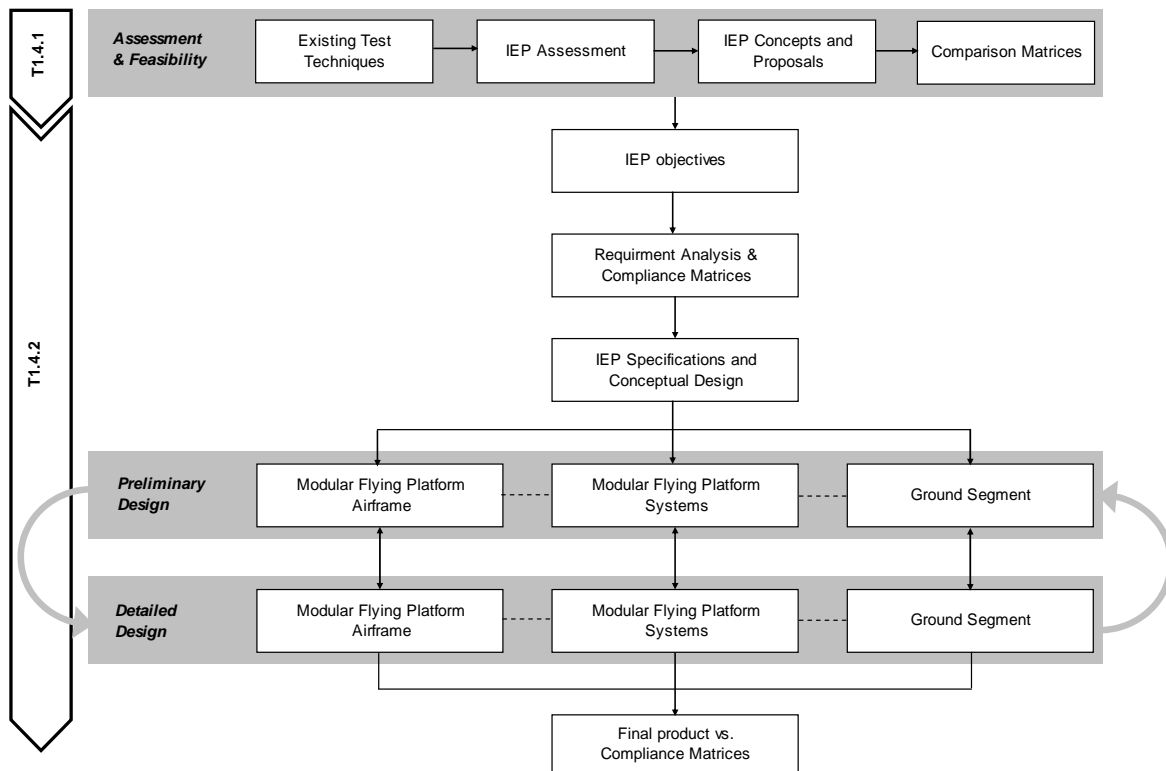 T1.4.1
Assessment
& Feasibility
Existing Test
Techniques
IEP Assessment
IEP Concepts and
Proposals
Comparison Matrices
T1.4.2
IEP objectives
Requirment Analysis &
Compliance Matrices
IEP Specifications and
Conceptual Design
Preliminary
Design
Modular Flying Platform
Airframe
Modular Flying Platform
Systems
Ground Segment
Detailed
Design
Modular Flying Platform
Airframe
Modular Flying Platform
Systems
Ground Segment
Final product vs.
Compliance Matrices